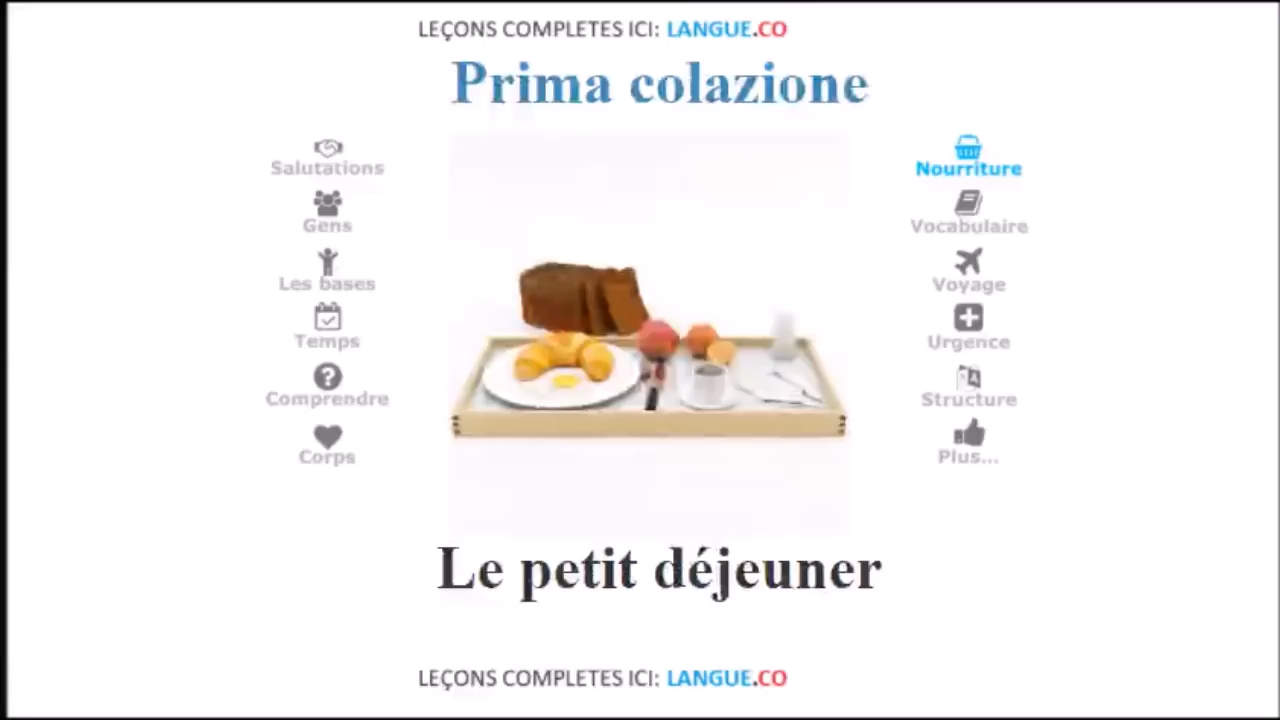 LEÇONS COMPLETES ICI: LANGUE.CO
Prima colazione
Salutations
Gens
Les bases
Temps
Comprendre
Corps
Nourriture
Vocabulaire
Voyage
Urgence
Structure
Plus...
Le petit déjeuner
LEÇONS COMPLETES ICI: LANGUE.CO